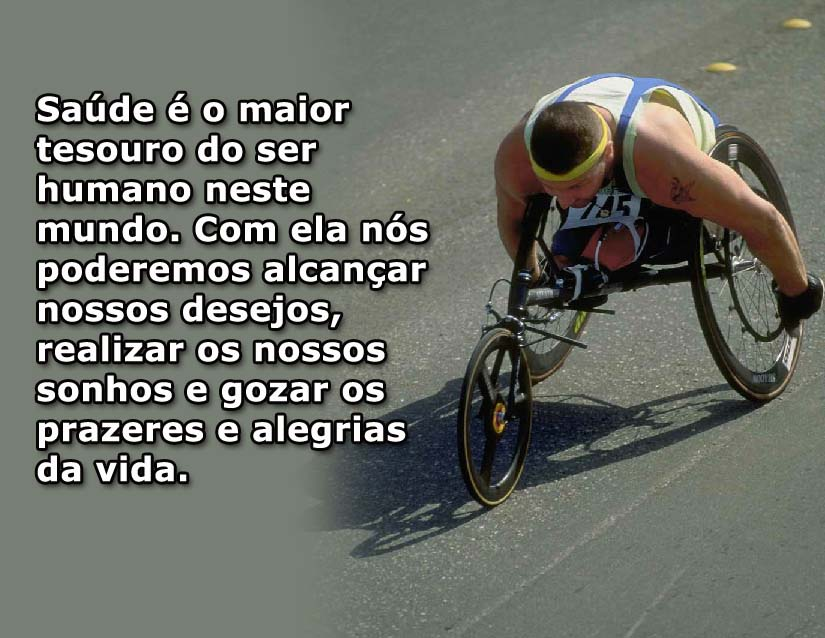 Saúde é o maior
tesouro do ser
humano neste
mundo. Com ela nós
poderemos alcançar
nossos desejos,
realizar os nossos
sonhos e gozar os
prazeres e alegrias
da vida.